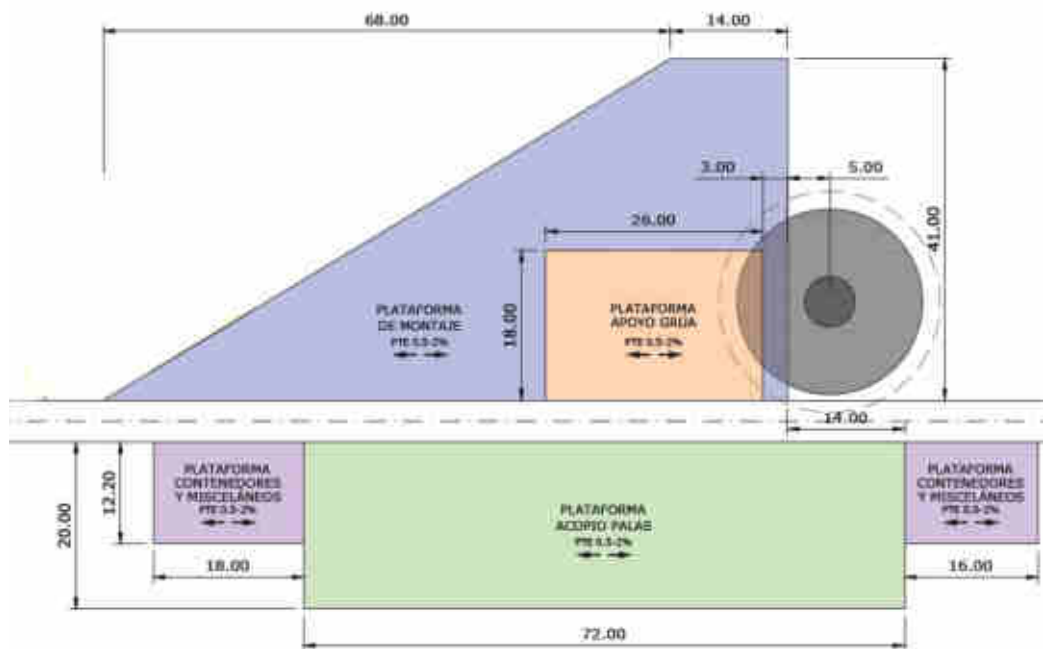 68.00
14.00
3.00
5.00
26.00
41.00
18.00
PLATAFORMA
DE MONTAJE
PTE 0.5-2%
PLATAFORMA
APOYO GRUA
PTE 0.5-2%
14.00
12.20
20.00
PLATAFORMA
CONTENEDORES
Y MISCELÁNEOS
PTE 0.5-2%
PLATAFORMA
ACOPIO PALAS
PTE 0.5-2%
PLATAFORMA
CONTENEDORES
Y MISCELÁNEOS
PTE 0.5-2%
18.00
16.00
72.00